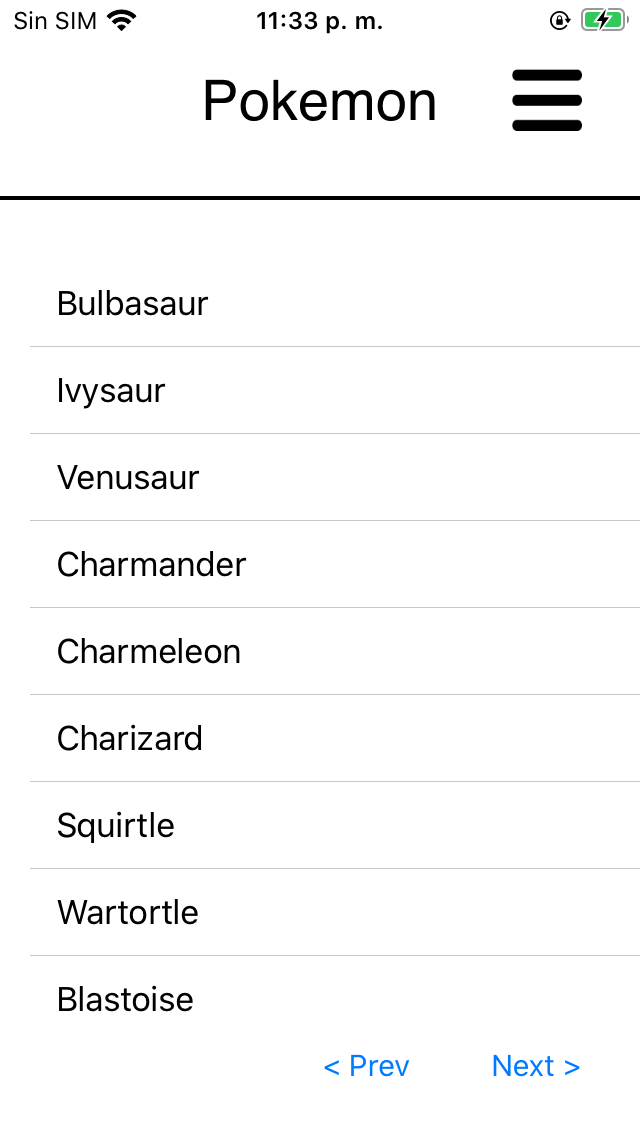 Sin SIM 11:33 p. m.
Pokemon
Bulbasaur
Ivysaur
Venusaur
Charmander
Charmeleon
Charizard
Squirtle
Wartortle
Blastoise
< Prev Next >